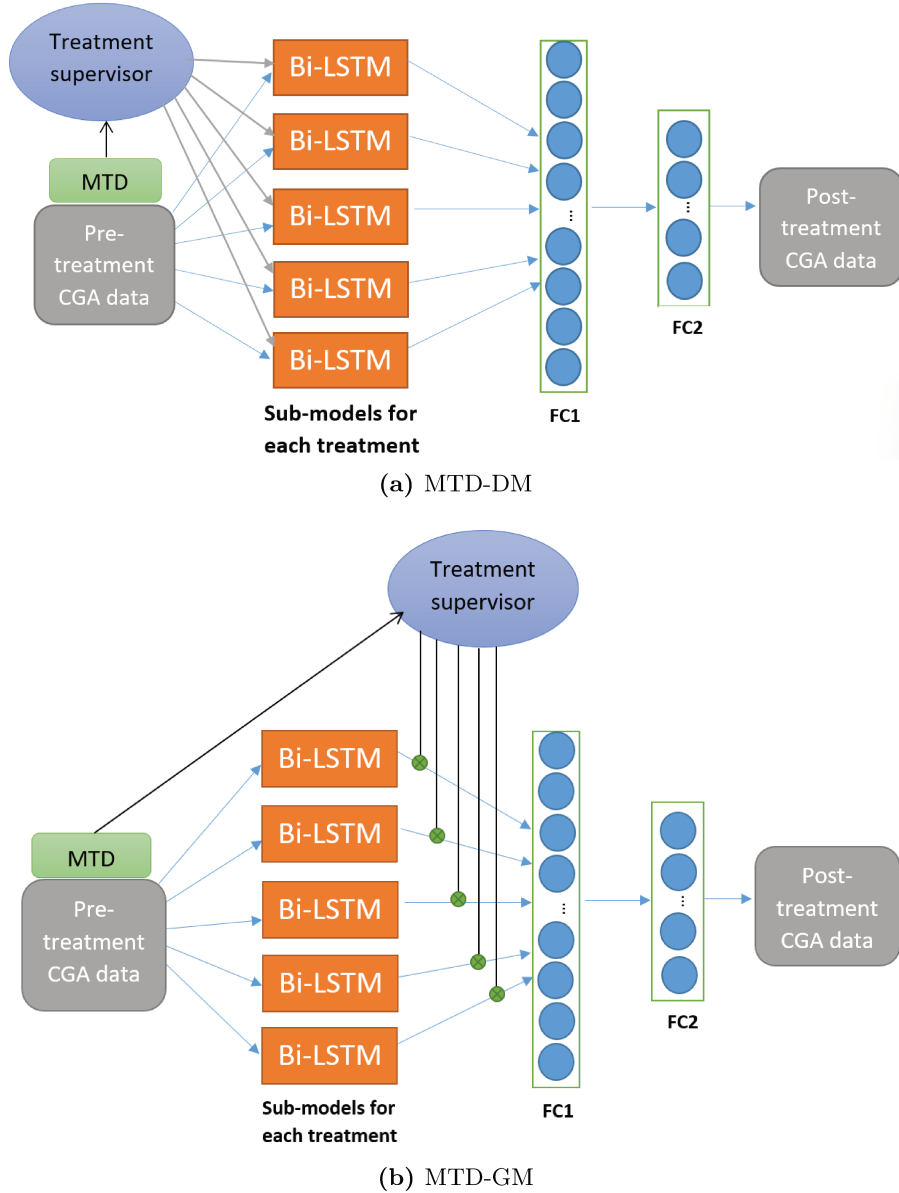 Treatment
supervisor
MTD
Pre-
treatment
CGA data
Bi-LSTM
Bi-LSTM
Bi-LSTM
Bi-LSTM
Bi-LSTM
Sub-models for
each treatment
...
FC1
...
FC2
Post-
treatment
CGA data
(a) MTD-DM
Treatment
supervisor
MTD
Pre-
treatment
CGA data
Bi-LSTM
Bi-LSTM
Bi-LSTM
Bi-LSTM
Bi-LSTM
Sub-models for
each treatment
...
FC1
...
FC2
Post-
treatment
CGA data
(b) MTD-GM